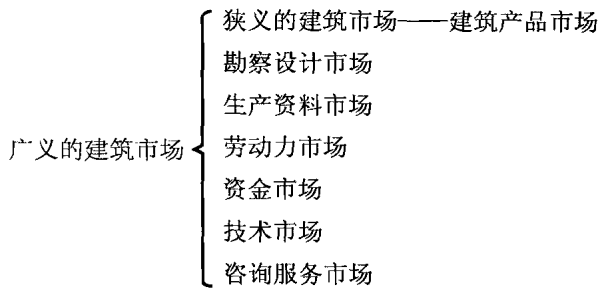 狭义的建筑市场——建筑产品市场
勘察设计市场
生产资料市场
广义的建筑市场
劳动力市场
资金市场
技术市场
咨询服务市场